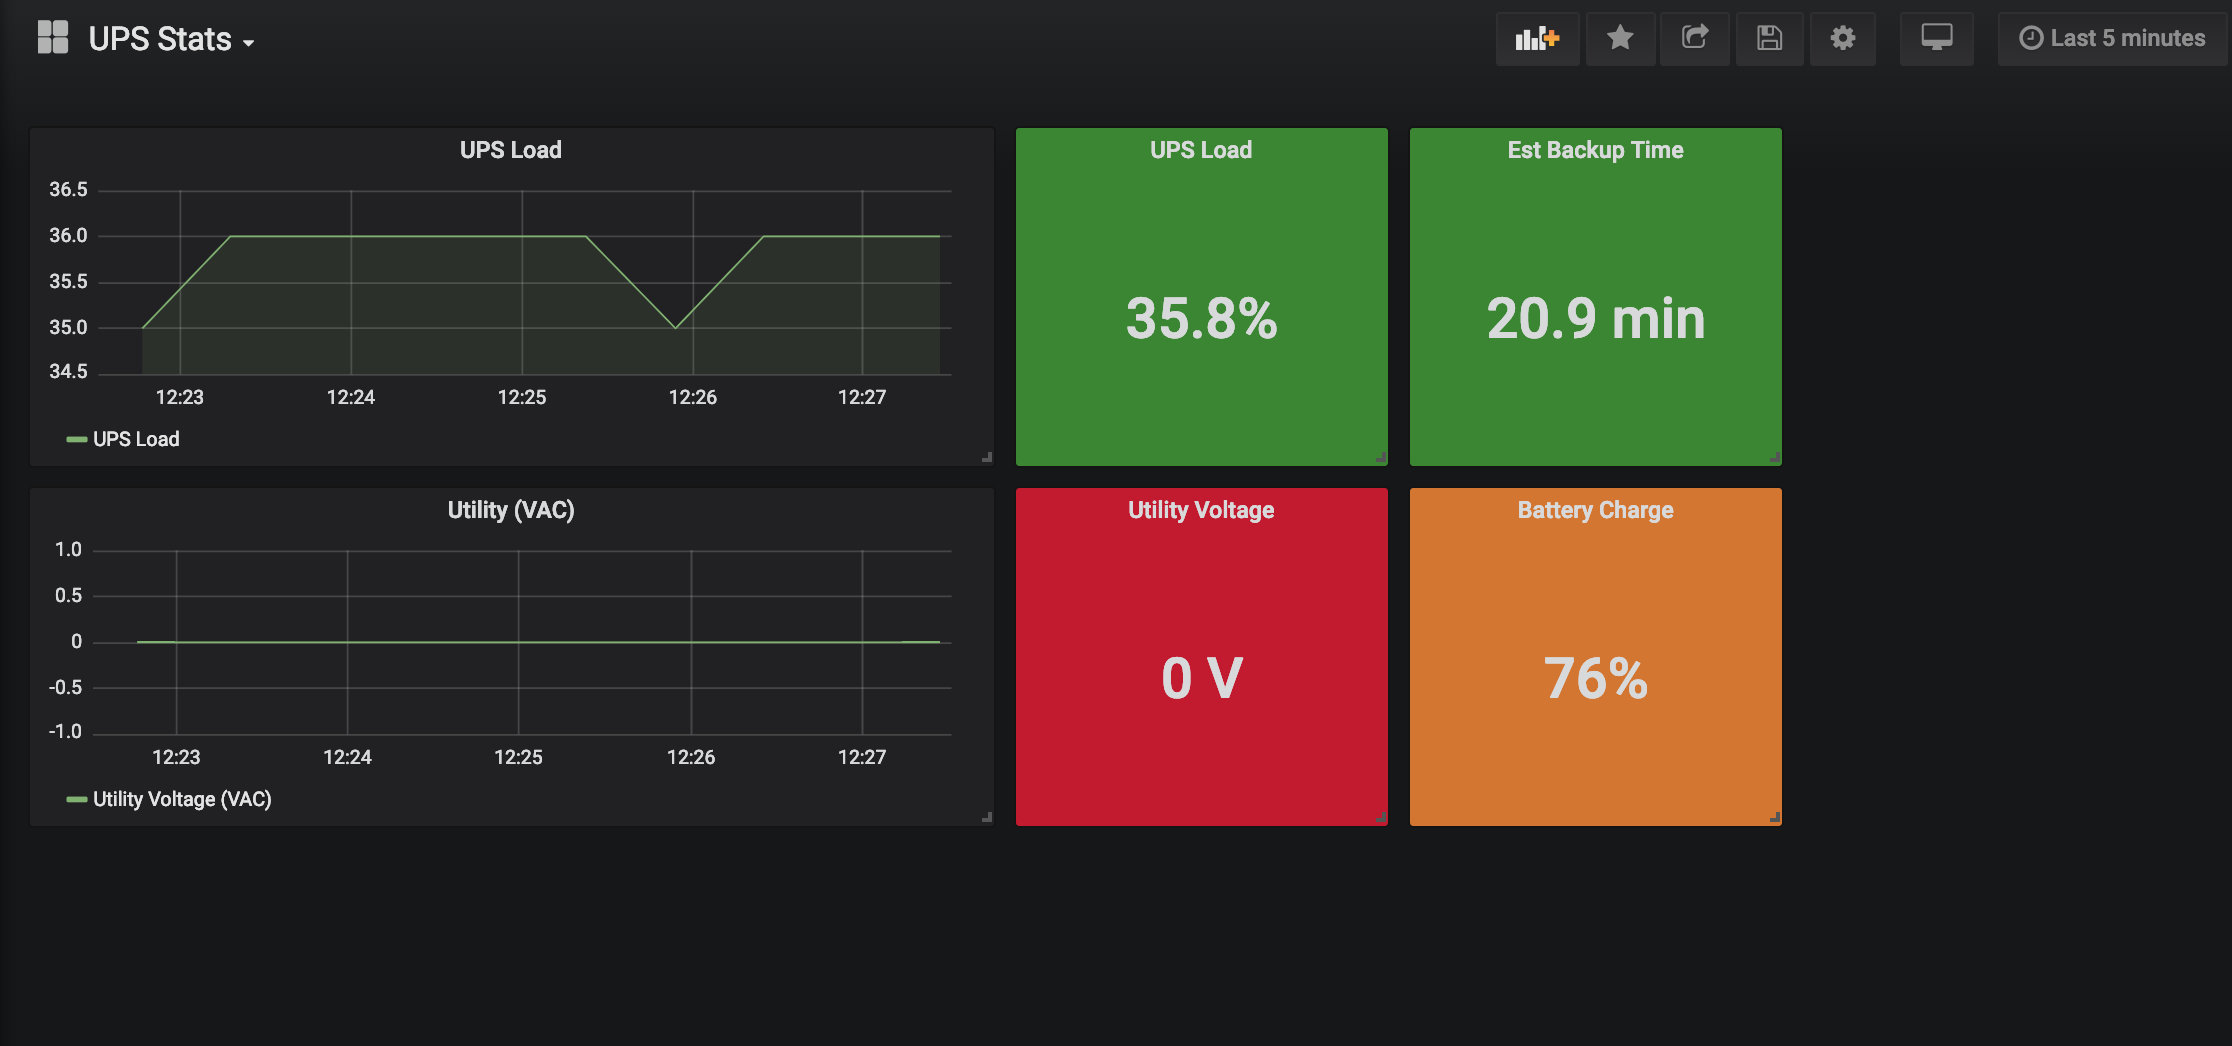 UPS Stats
Last 5 minutes
UPS Load
36.5
36.0
35.5
35.0
34.5
12:23 12:24 12:25 12:26 12:27
UPS Load
UPS Load
35.8%
Est Backup Time
20.9 min
Utility (VAC)
1.0
0.5
0
-0.5
-1.0
12:23 12:24 12:25 12:26 12:27
Utility Voltage (VAC)
Utility Voltage
0 V
Battery Charge
76%